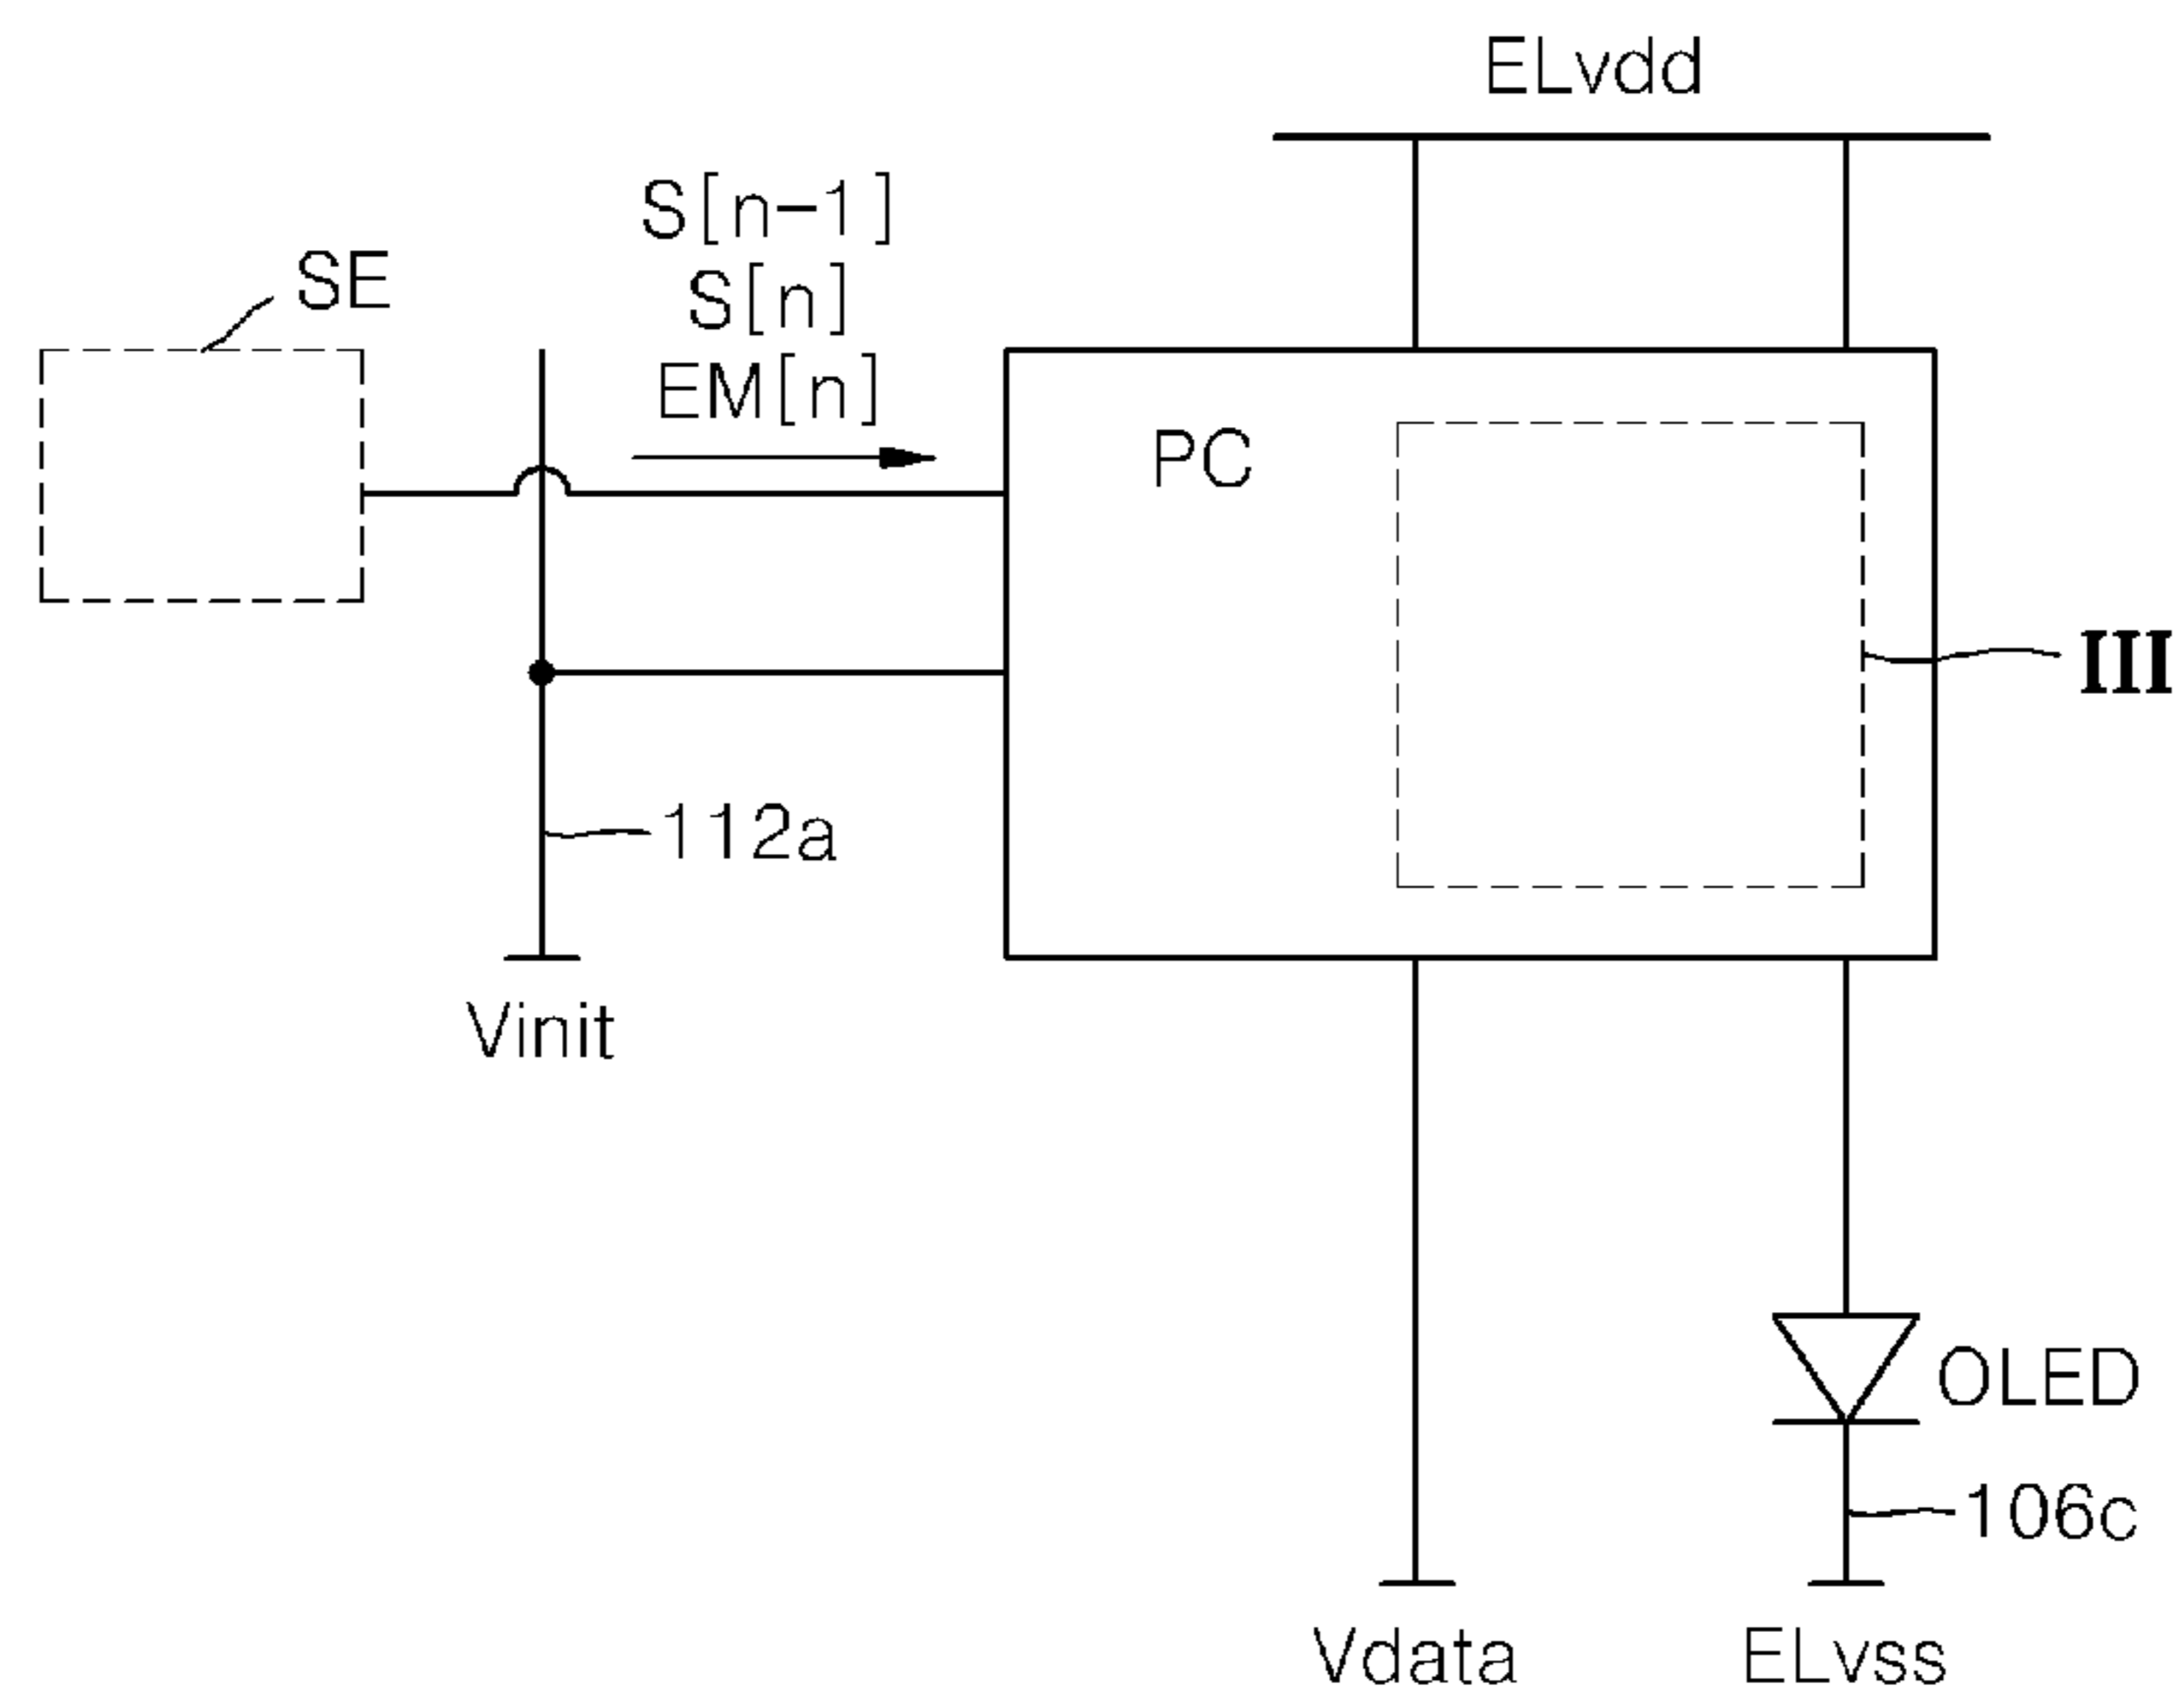 ELvdd
S[n-1]
S[n]
EM[n]
SE
PC
III
112a
Vinit
OLED
106c
Vdata
ELvss